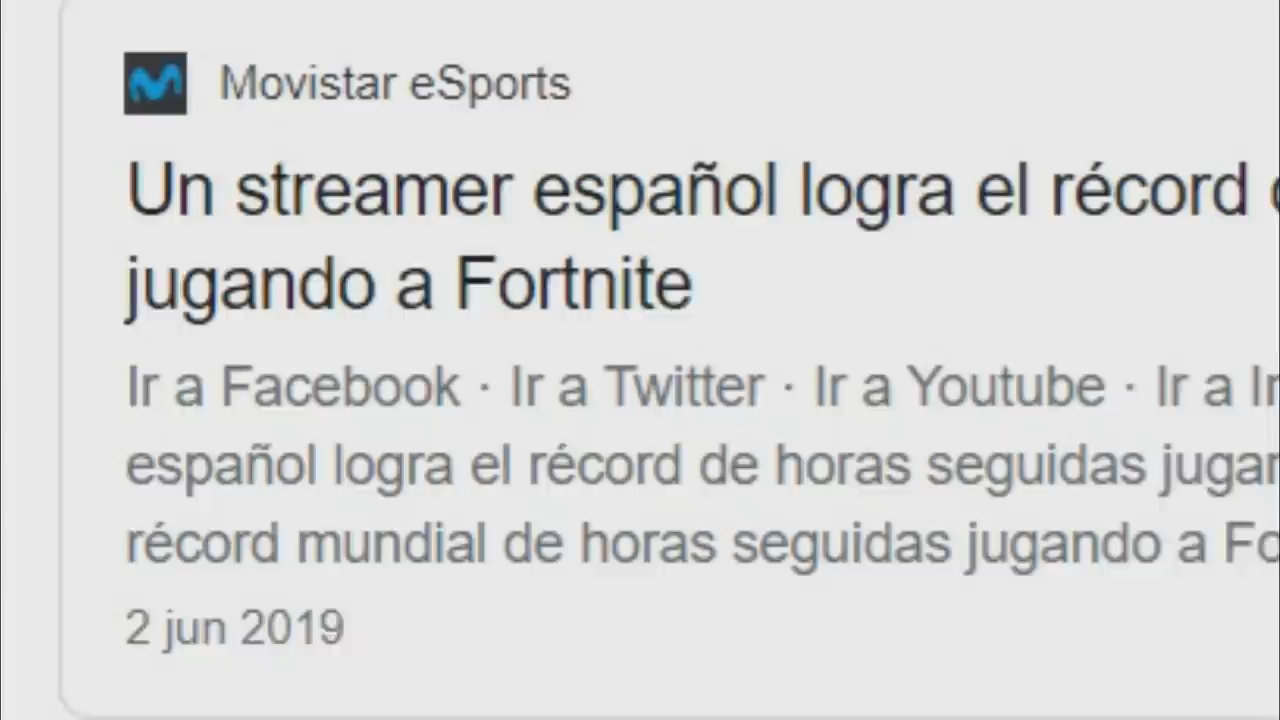 Movistar eSports
Un streamer español logra el récord
jugando a Fortnite
Ir a Facebook · Ir a Twitter · Ir a Youtube · Ir a
español logra el récord de horas seguidas
récord mundial de horas seguidas jugando a
2 jun 2019